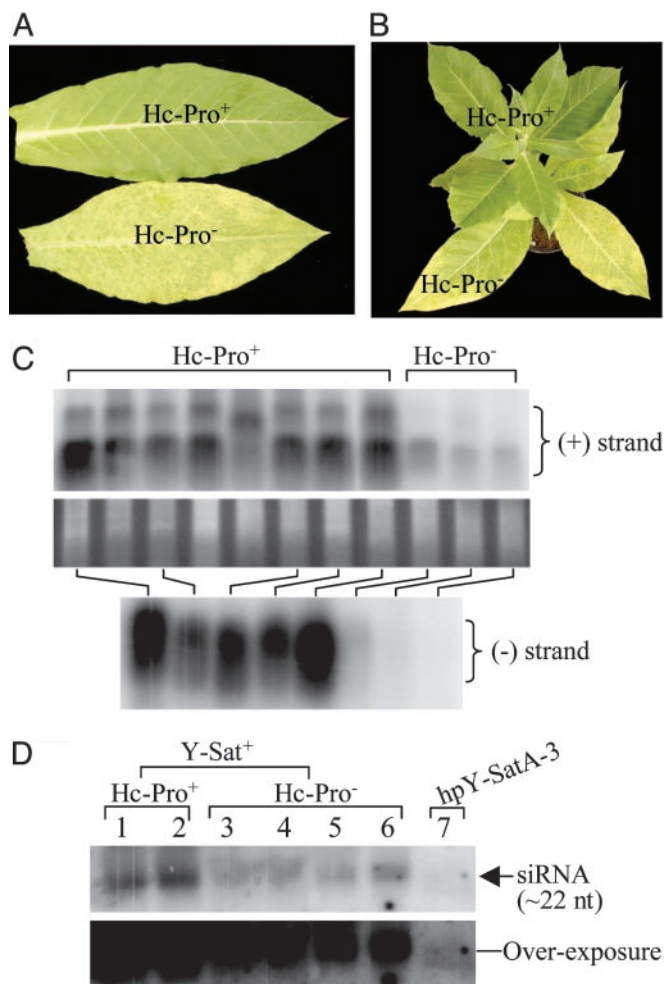 A
Hc-Pro⁺
Hc-Pro⁻
B
Hc-Pro⁺
Hc-Pro⁻
C
Hc-Pro⁺ Hc-Pro⁻
(+) strand
(-) strand
D
Y-Sat⁺
Hc-Pro⁺ Hc-Pro⁻ hpY-SatA-3
1 2 3 4 5 6 7
siRNA
(~22 nt)
Over-exposure